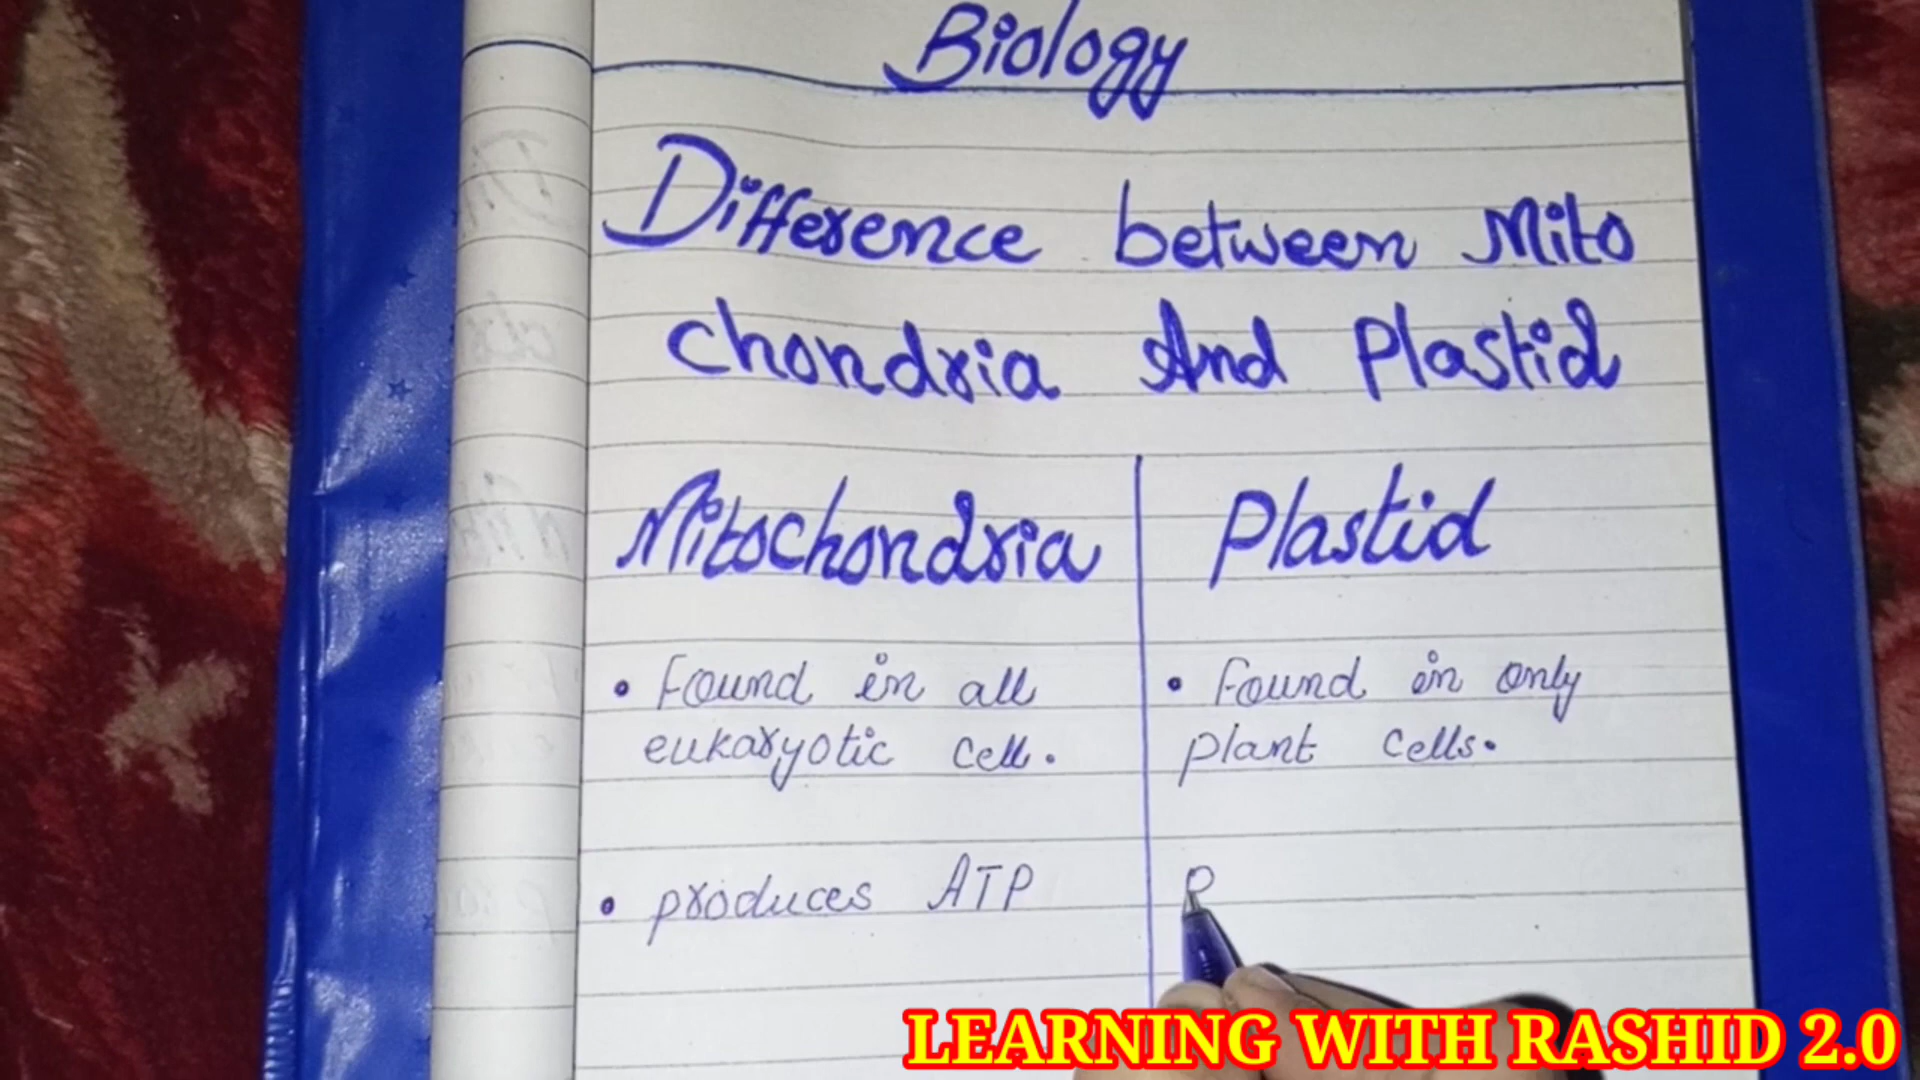 Biology
Difference between Mito
chondria And Plastid
Mitochondria Plastid
• Found in all • Found in only
eukaryotic cell. plant cells.
• produces ATP P
LEARNING WITH RASHID 2.0